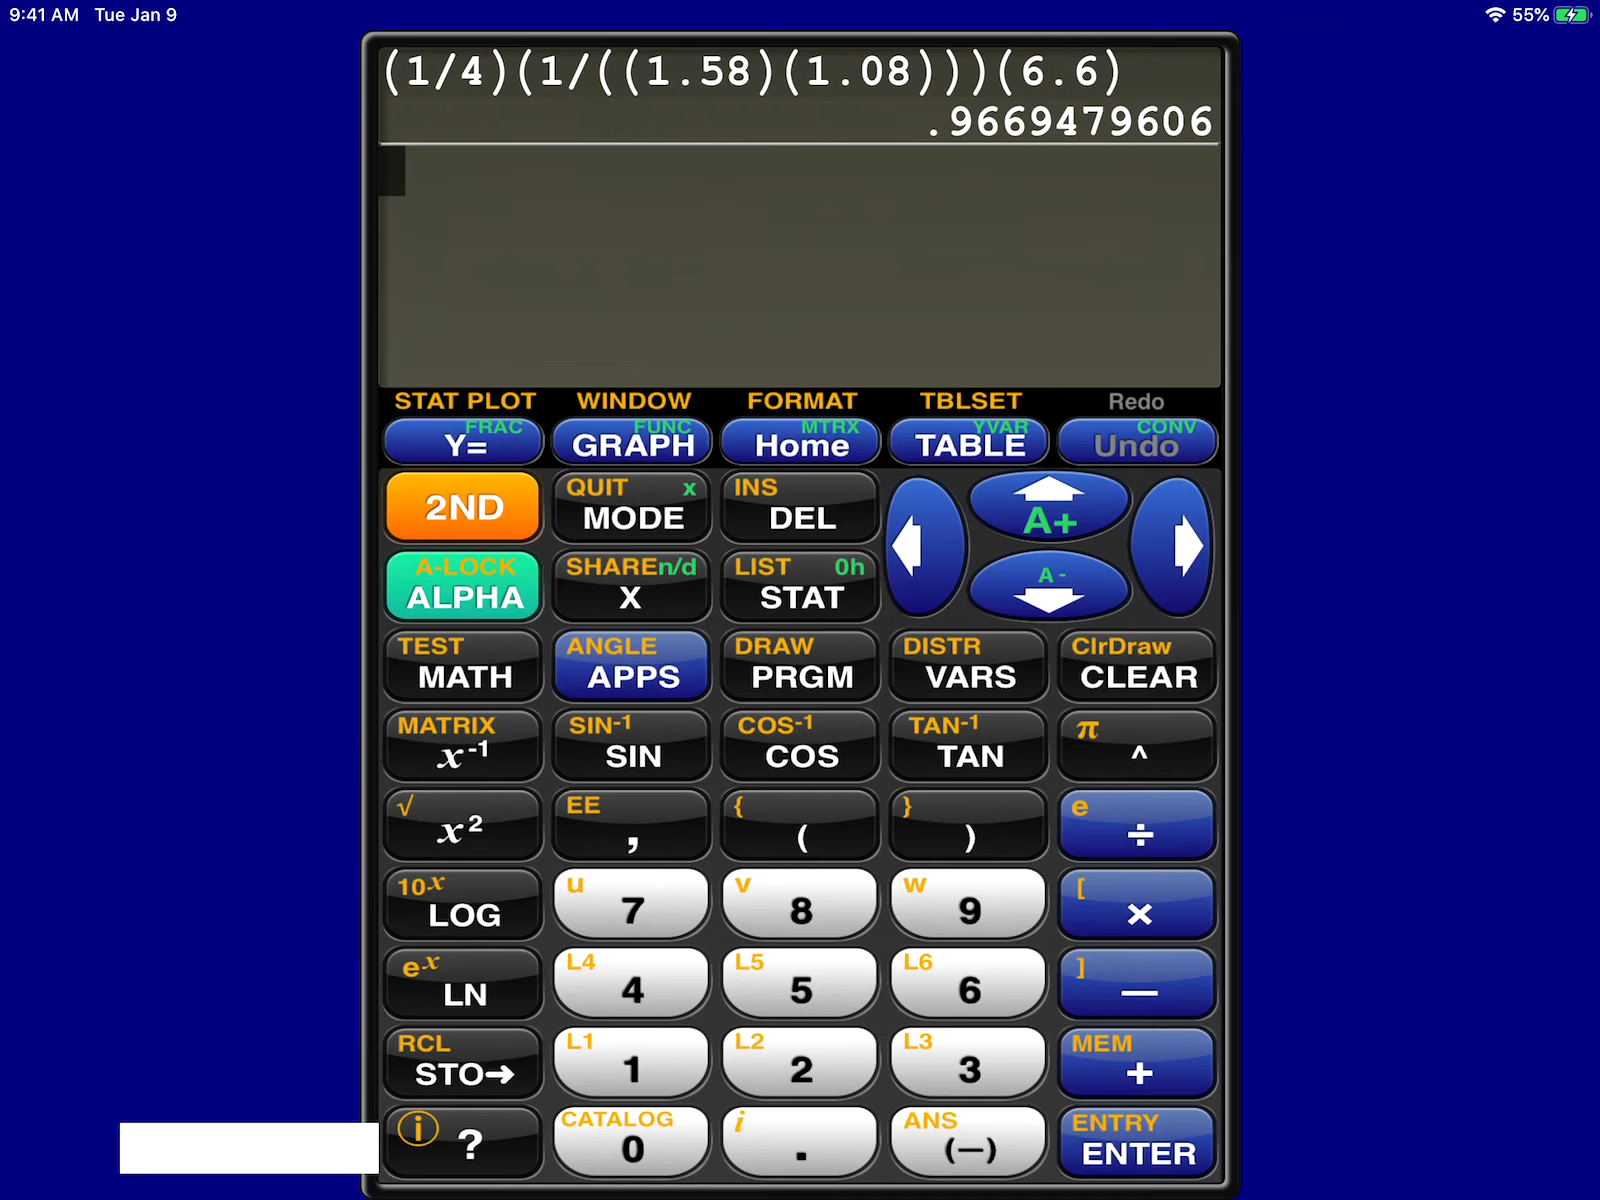 9:41 AM Tue Jan 9
55%
(1/4)(1/((1.58)(1.08)))(6.6)
.9669479606
STAT PLOT WINDOW FORMAT TBLSET Redo
FRAC FUNC MTRX YVAR CONV
Y= GRAPH Home TABLE Undo
2ND QUIT x MODE INS DEL A+
A-LOCK ALPHA SHARE n/d X LIST 0h STAT A-
TEST MATH ANGLE APPS DRAW PRGM DISTR VARS ClrDraw CLEAR
MATRIX x⁻¹ SIN⁻¹ SIN COS⁻¹ COS TAN⁻¹ TAN π ^
√ x² EE , { ( } ) e ÷
10ˣ LOG u 7 v 8 w 9 [ ×
eˣ LN L4 4 L5 5 L6 6 ] —
RCL STO➔ L1 1 L2 2 L3 3 MEM +
i ? CATALOG 0 i . ANS (—) ENTRY ENTER